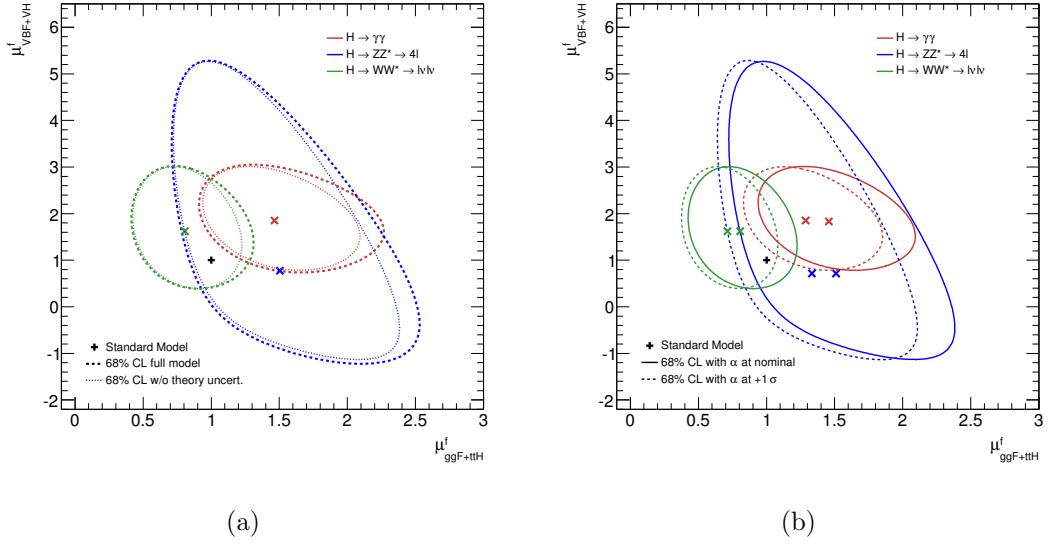 μ^f_VBF+VH
6
5
4
3
2
1
0
-1
-2
H → γγ
H → ZZ* → 4l
H → WW* → lνlν
Standard Model
68% CL full model
68% CL w/o theory uncert.
0 0.5 1 1.5 2 2.5 3
μ^f_ggF+ttH
(a)
μ^f_VBF+VH
6
5
4
3
2
1
0
-1
-2
H → γγ
H → ZZ* → 4l
H → WW* → lνlν
Standard Model
68% CL with α at nominal
68% CL with α at +1 σ
0 0.5 1 1.5 2 2.5 3
μ^f_ggF+ttH
(b)